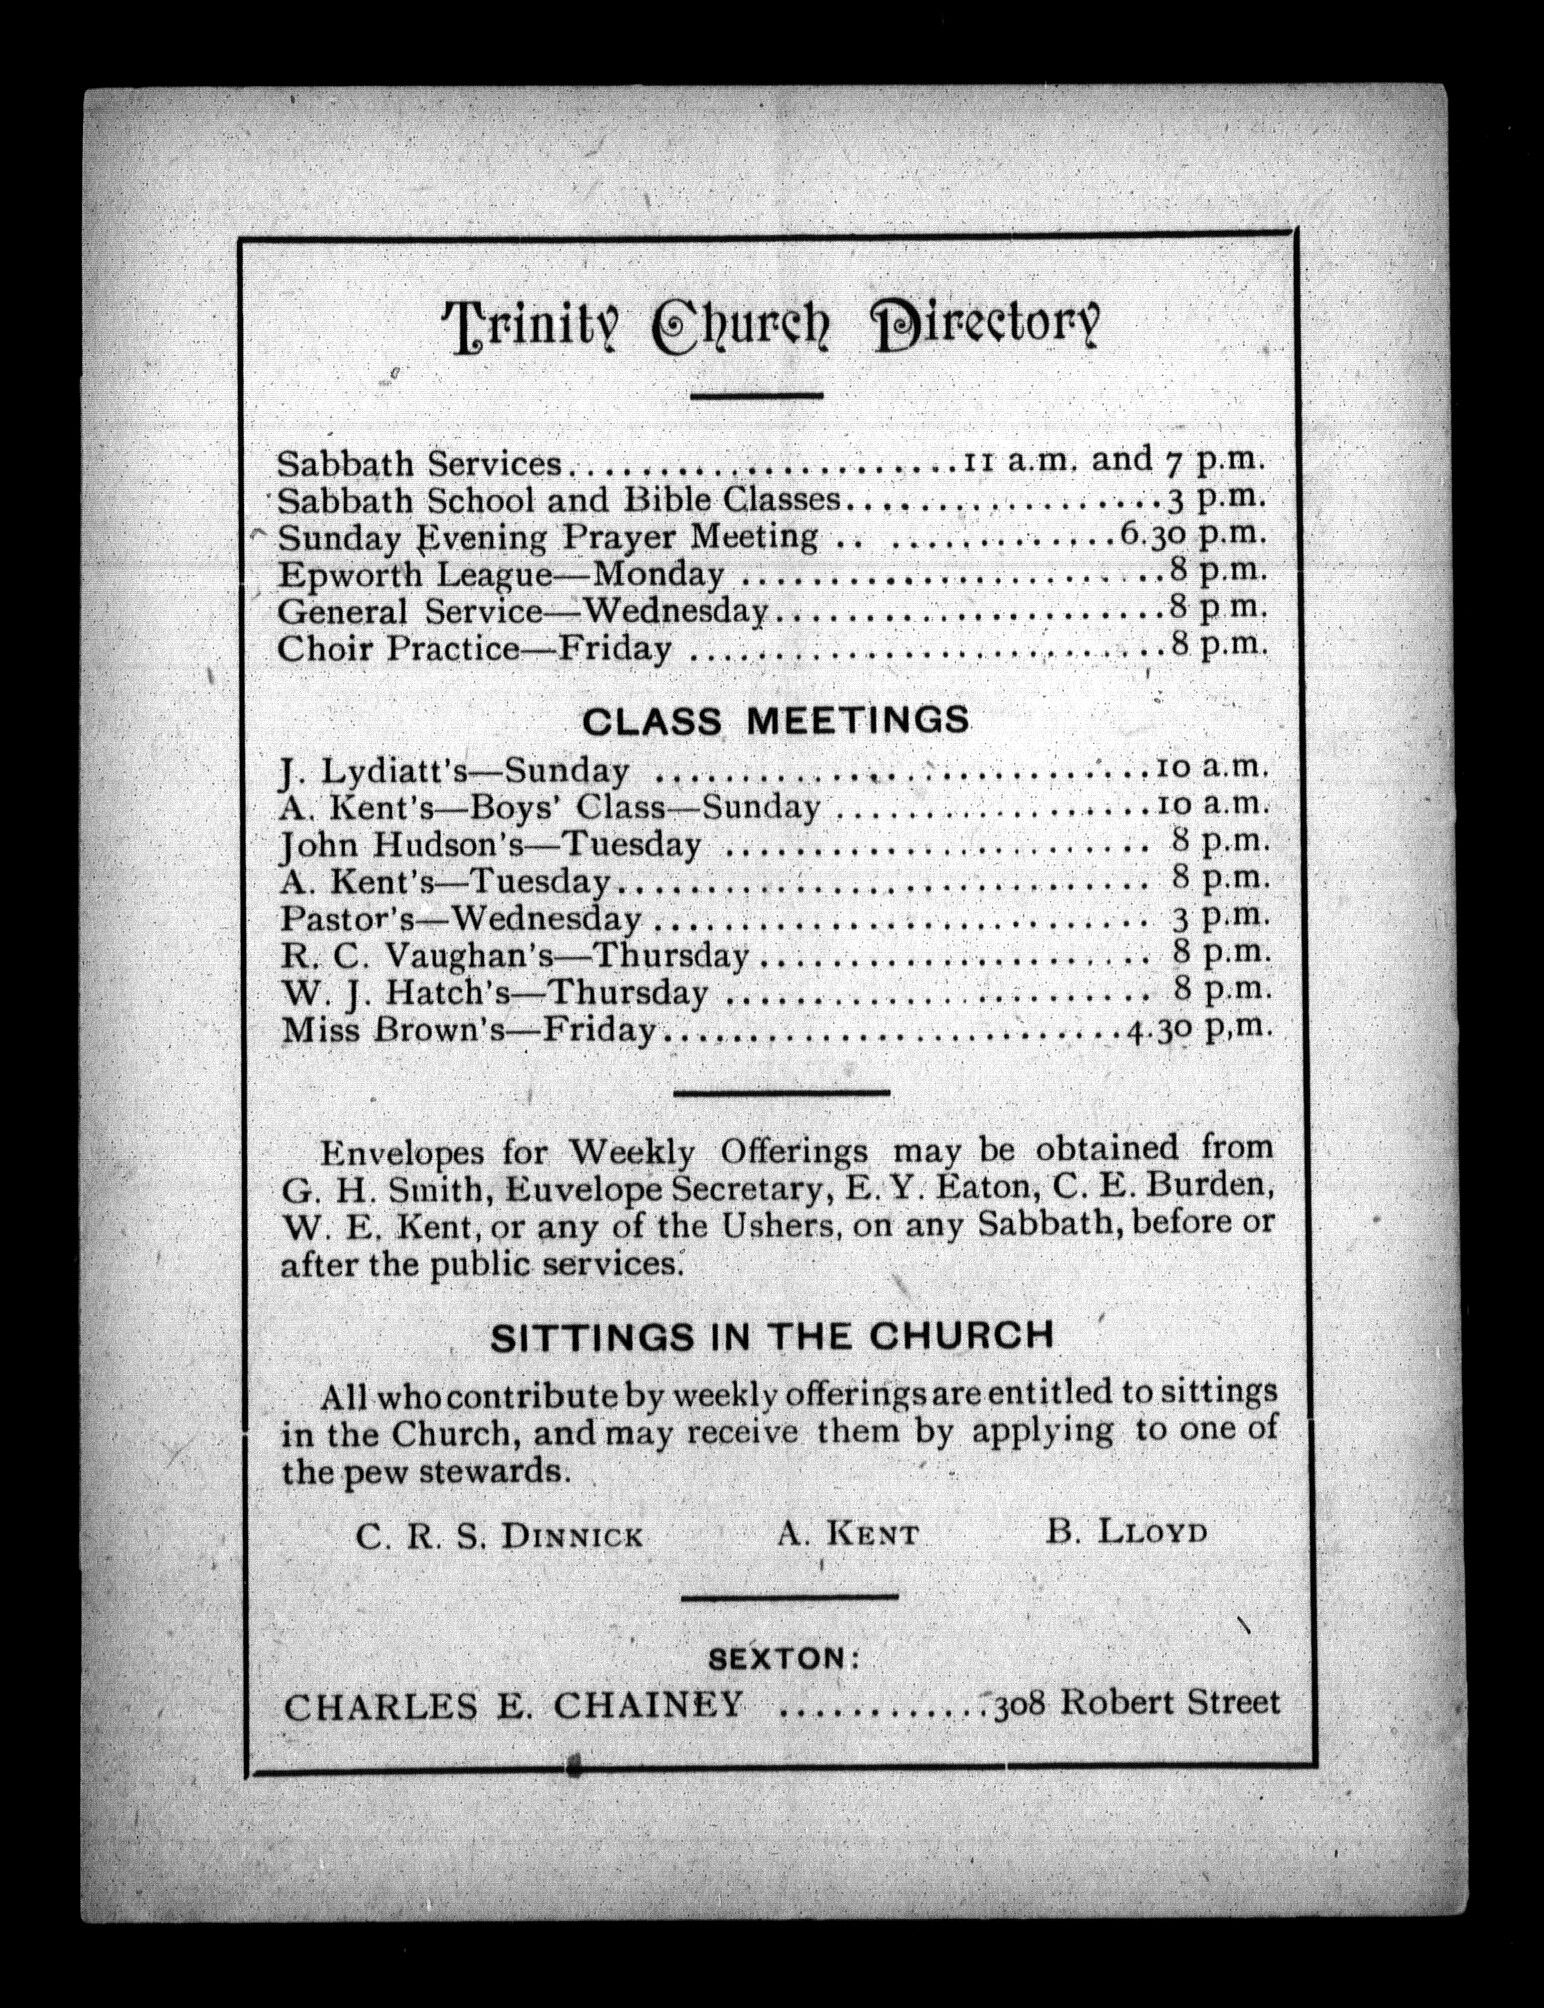 Trinity Church Directory
Sabbath Services......................11 a.m. and 7 p.m.
Sabbath School and Bible Classes..................3 p.m.
Sunday Evening Prayer Meeting .. .............6.30 p.m.
Epworth League—Monday ........................8 p.m.
General Service—Wednesday......................8 p m.
Choir Practice—Friday ...........................8 p.m.
CLASS MEETINGS
J. Lydiatt's—Sunday ............................10 a.m.
A. Kent's—Boys' Class—Sunday ..................10 a.m.
John Hudson's—Tuesday ........................ 8 p.m.
A. Kent's—Tuesday.............................. 8 p.m.
Pastor's—Wednesday ............................ 3 p.m.
R. C. Vaughan's—Thursday...................... 8 p.m.
W. J. Hatch's—Thursday ........................ 8 p.m.
Miss Brown's—Friday..........................4.30 p,m.
Envelopes for Weekly Offerings may be obtained from
G. H. Smith, Euvelope Secretary, E. Y. Eaton, C. E. Burden,
W. E. Kent, or any of the Ushers, on any Sabbath, before or
after the public services.
SITTINGS IN THE CHURCH
All who contribute by weekly offerings are entitled to sittings
in the Church, and may receive them by applying to one of
the pew stewards.
C. R. S. DINNICK A. KENT B. LLOYD
SEXTON:
CHARLES E. CHAINEY ............308 Robert Street